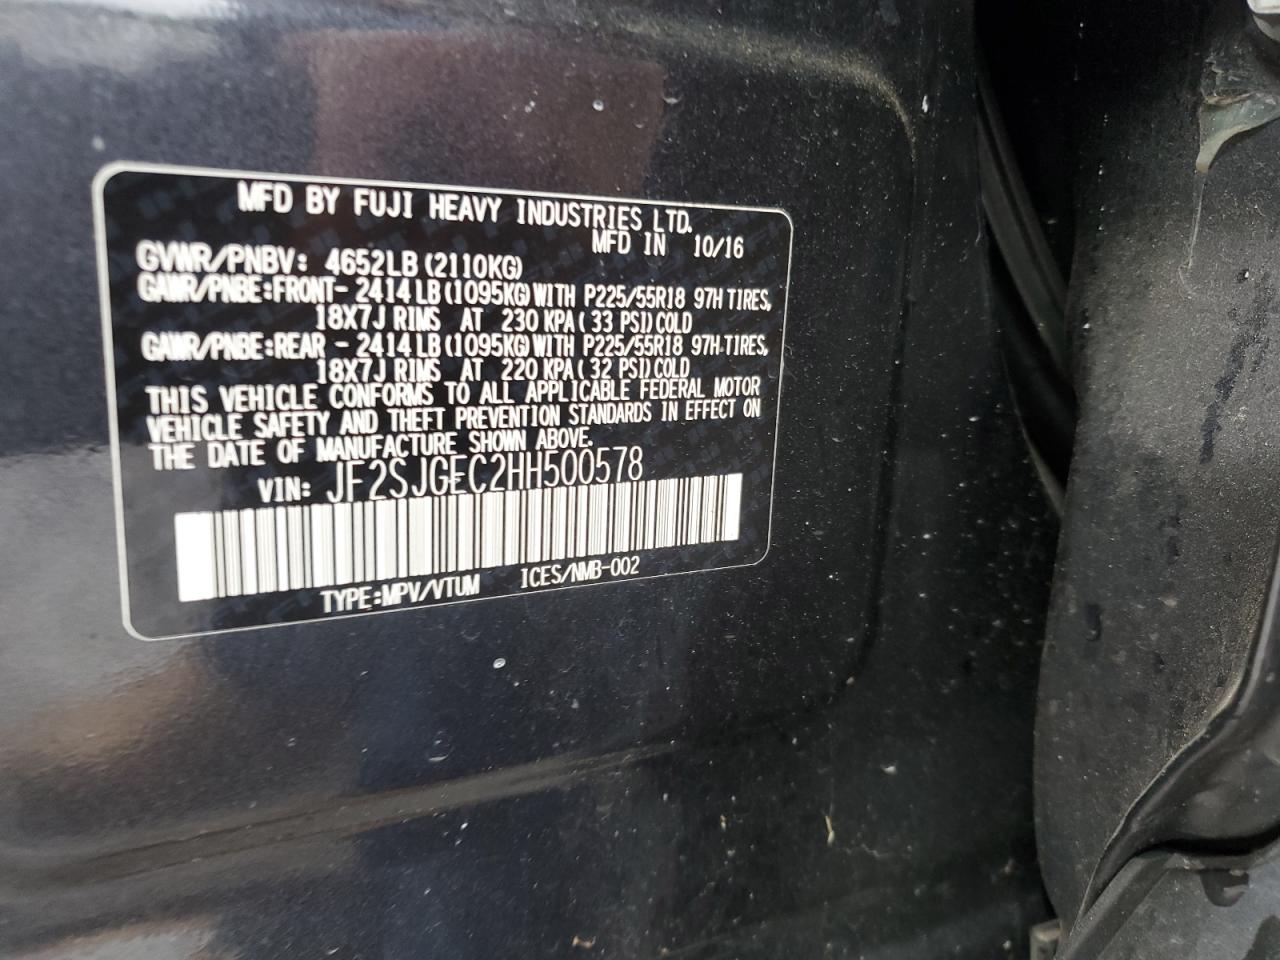 MFD BY FUJI HEAVY INDUSTRIES LTD.
MFD IN 10/16
GVWR/PNBV: 4652LB (2110KG)
GAWR/PNBE:FRONT- 2414 LB (1095KG) WITH P225/55R18 97H TIRES,
18X7J RIMS AT 230 KPA ( 33 PSI) COLD
GAWR/PNBE:REAR - 2414 LB (1095KG) WITH P225/55R18 97H TIRES,
18X7J RIMS AT 220 KPA ( 32 PSI) COLD
THIS VEHICLE CONFORMS TO ALL APPLICABLE FEDERAL MOTOR
VEHICLE SAFETY AND THEFT PREVENTION STANDARDS IN EFFECT ON
THE DATE OF MANUFACTURE SHOWN ABOVE.
VIN: JF2SJGEC2HH500578
TYPE:MPV/VTUM ICES/NMB-002